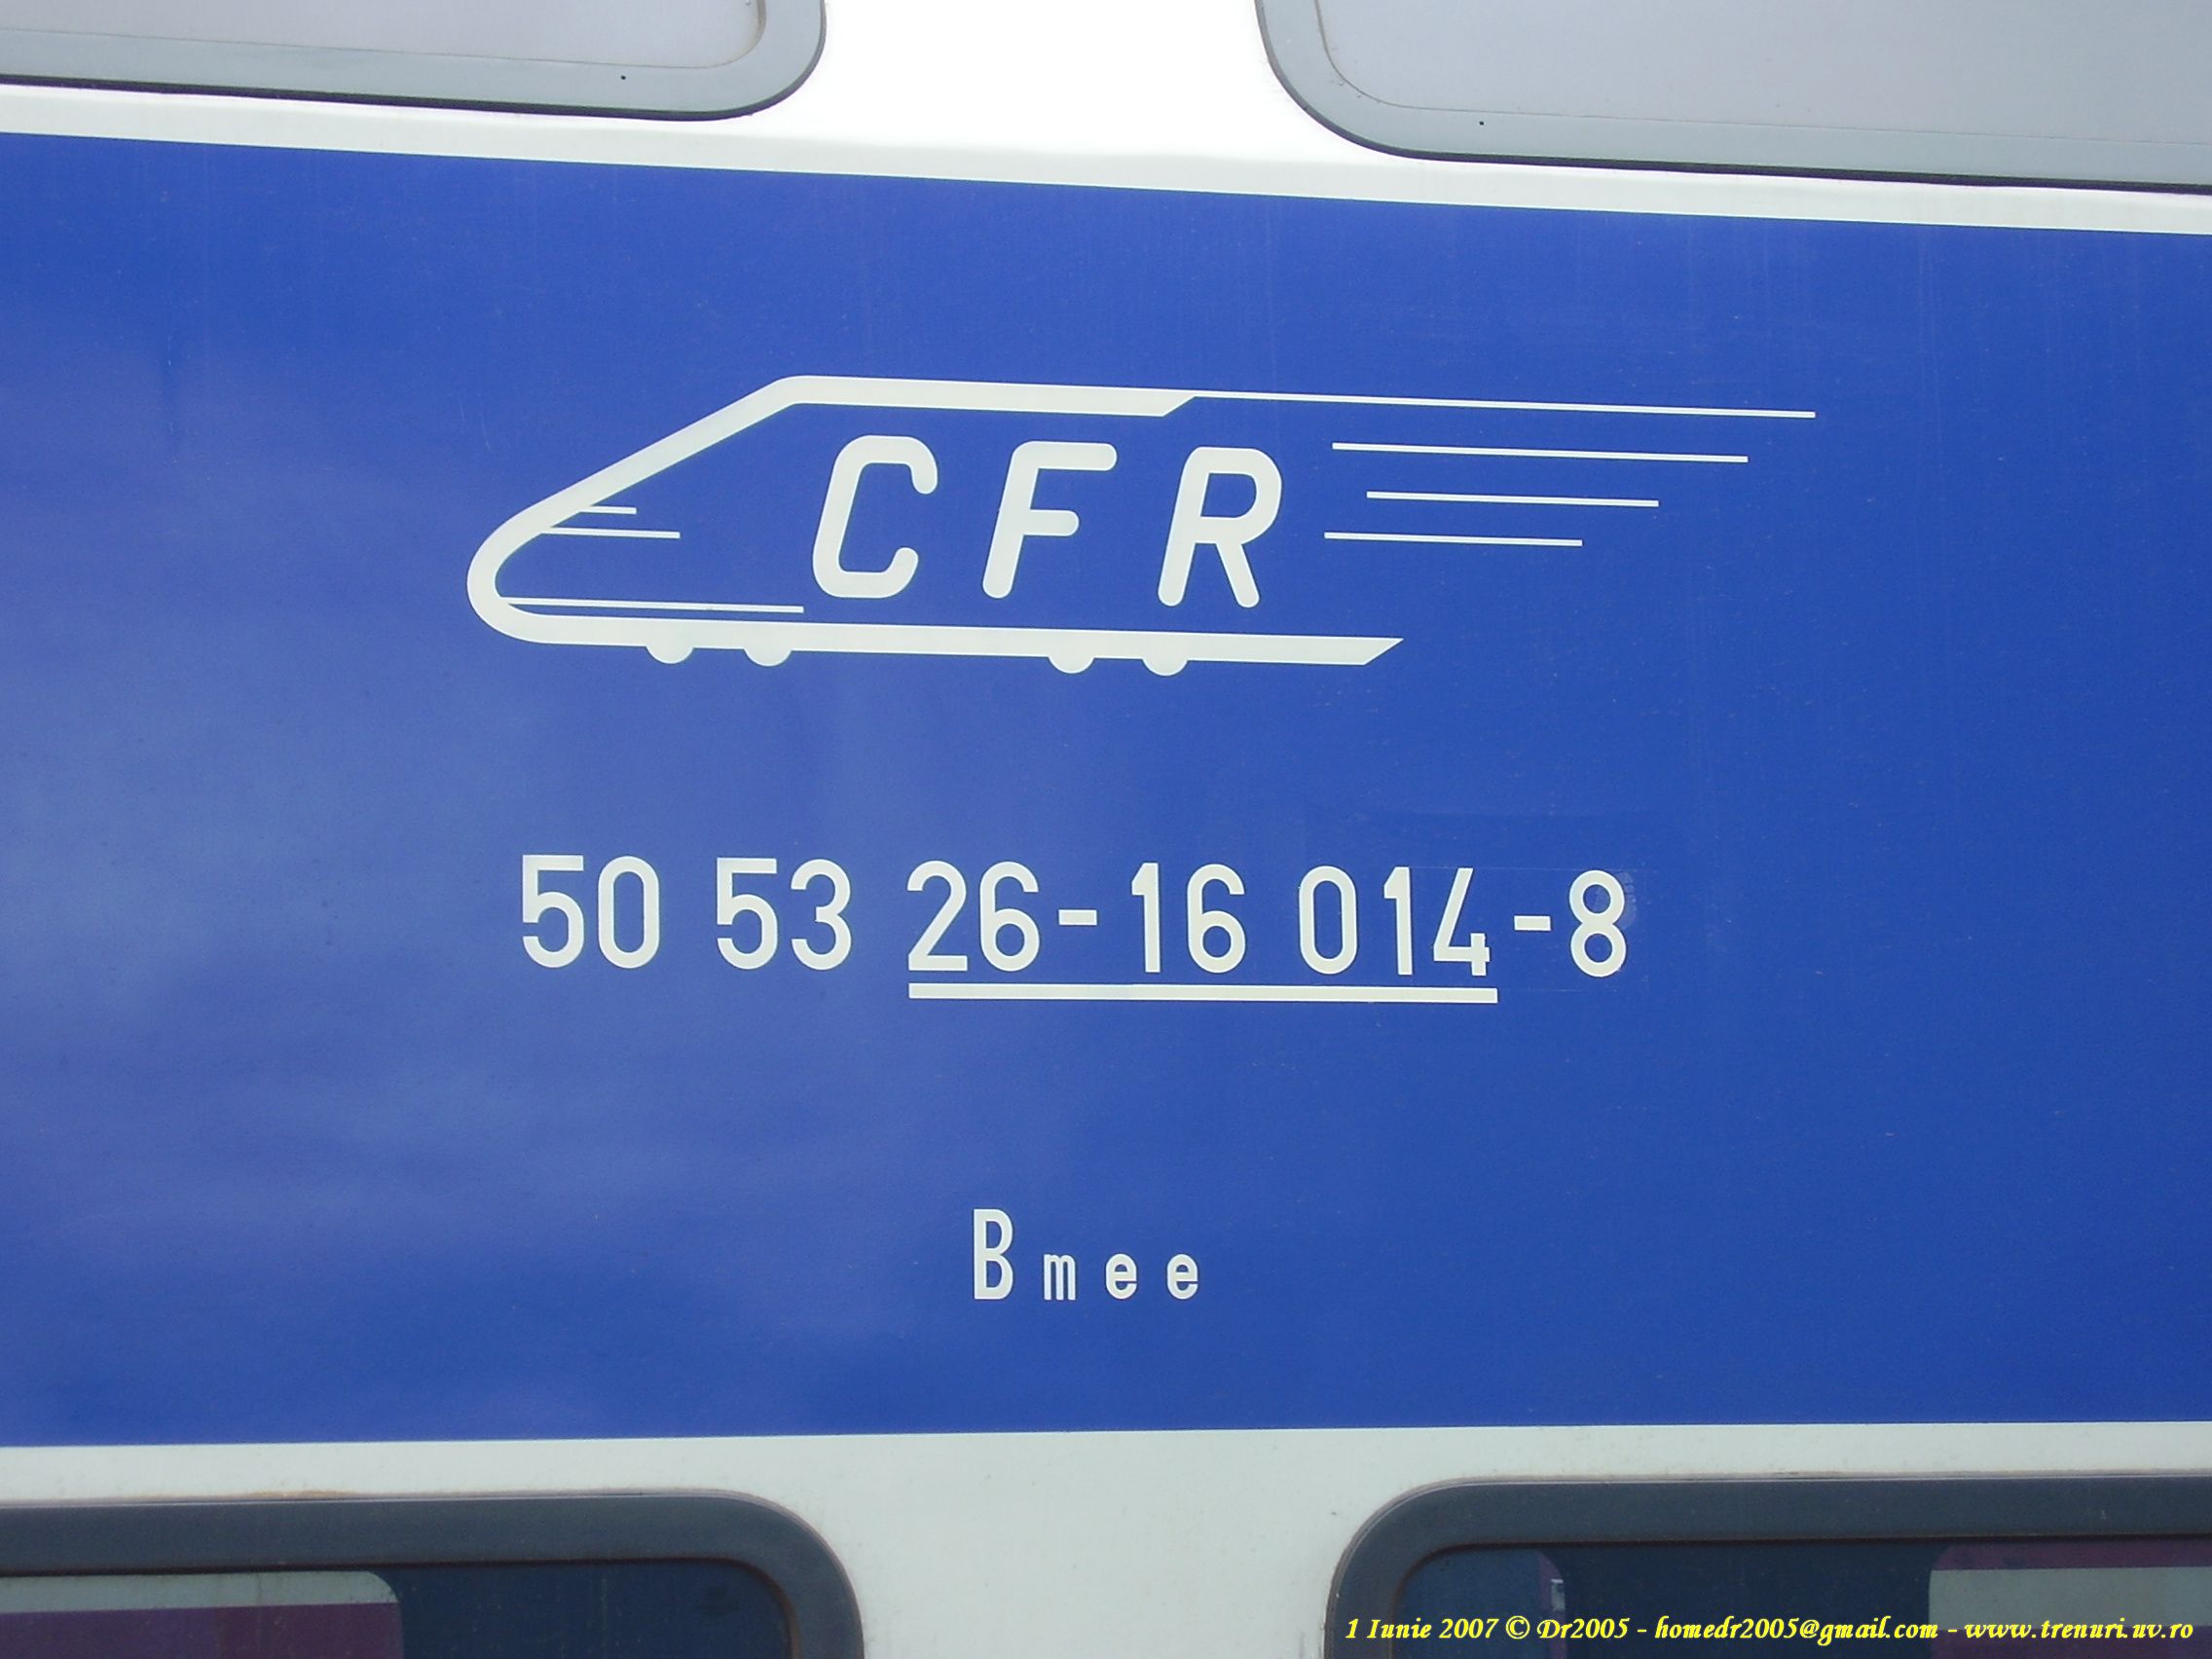 CFR
50 53 26-16 014-8
Bmee
1 Iunie 2007 © Dr2005 - homedr2005@gmail.com - www.trenuri.uv.ro